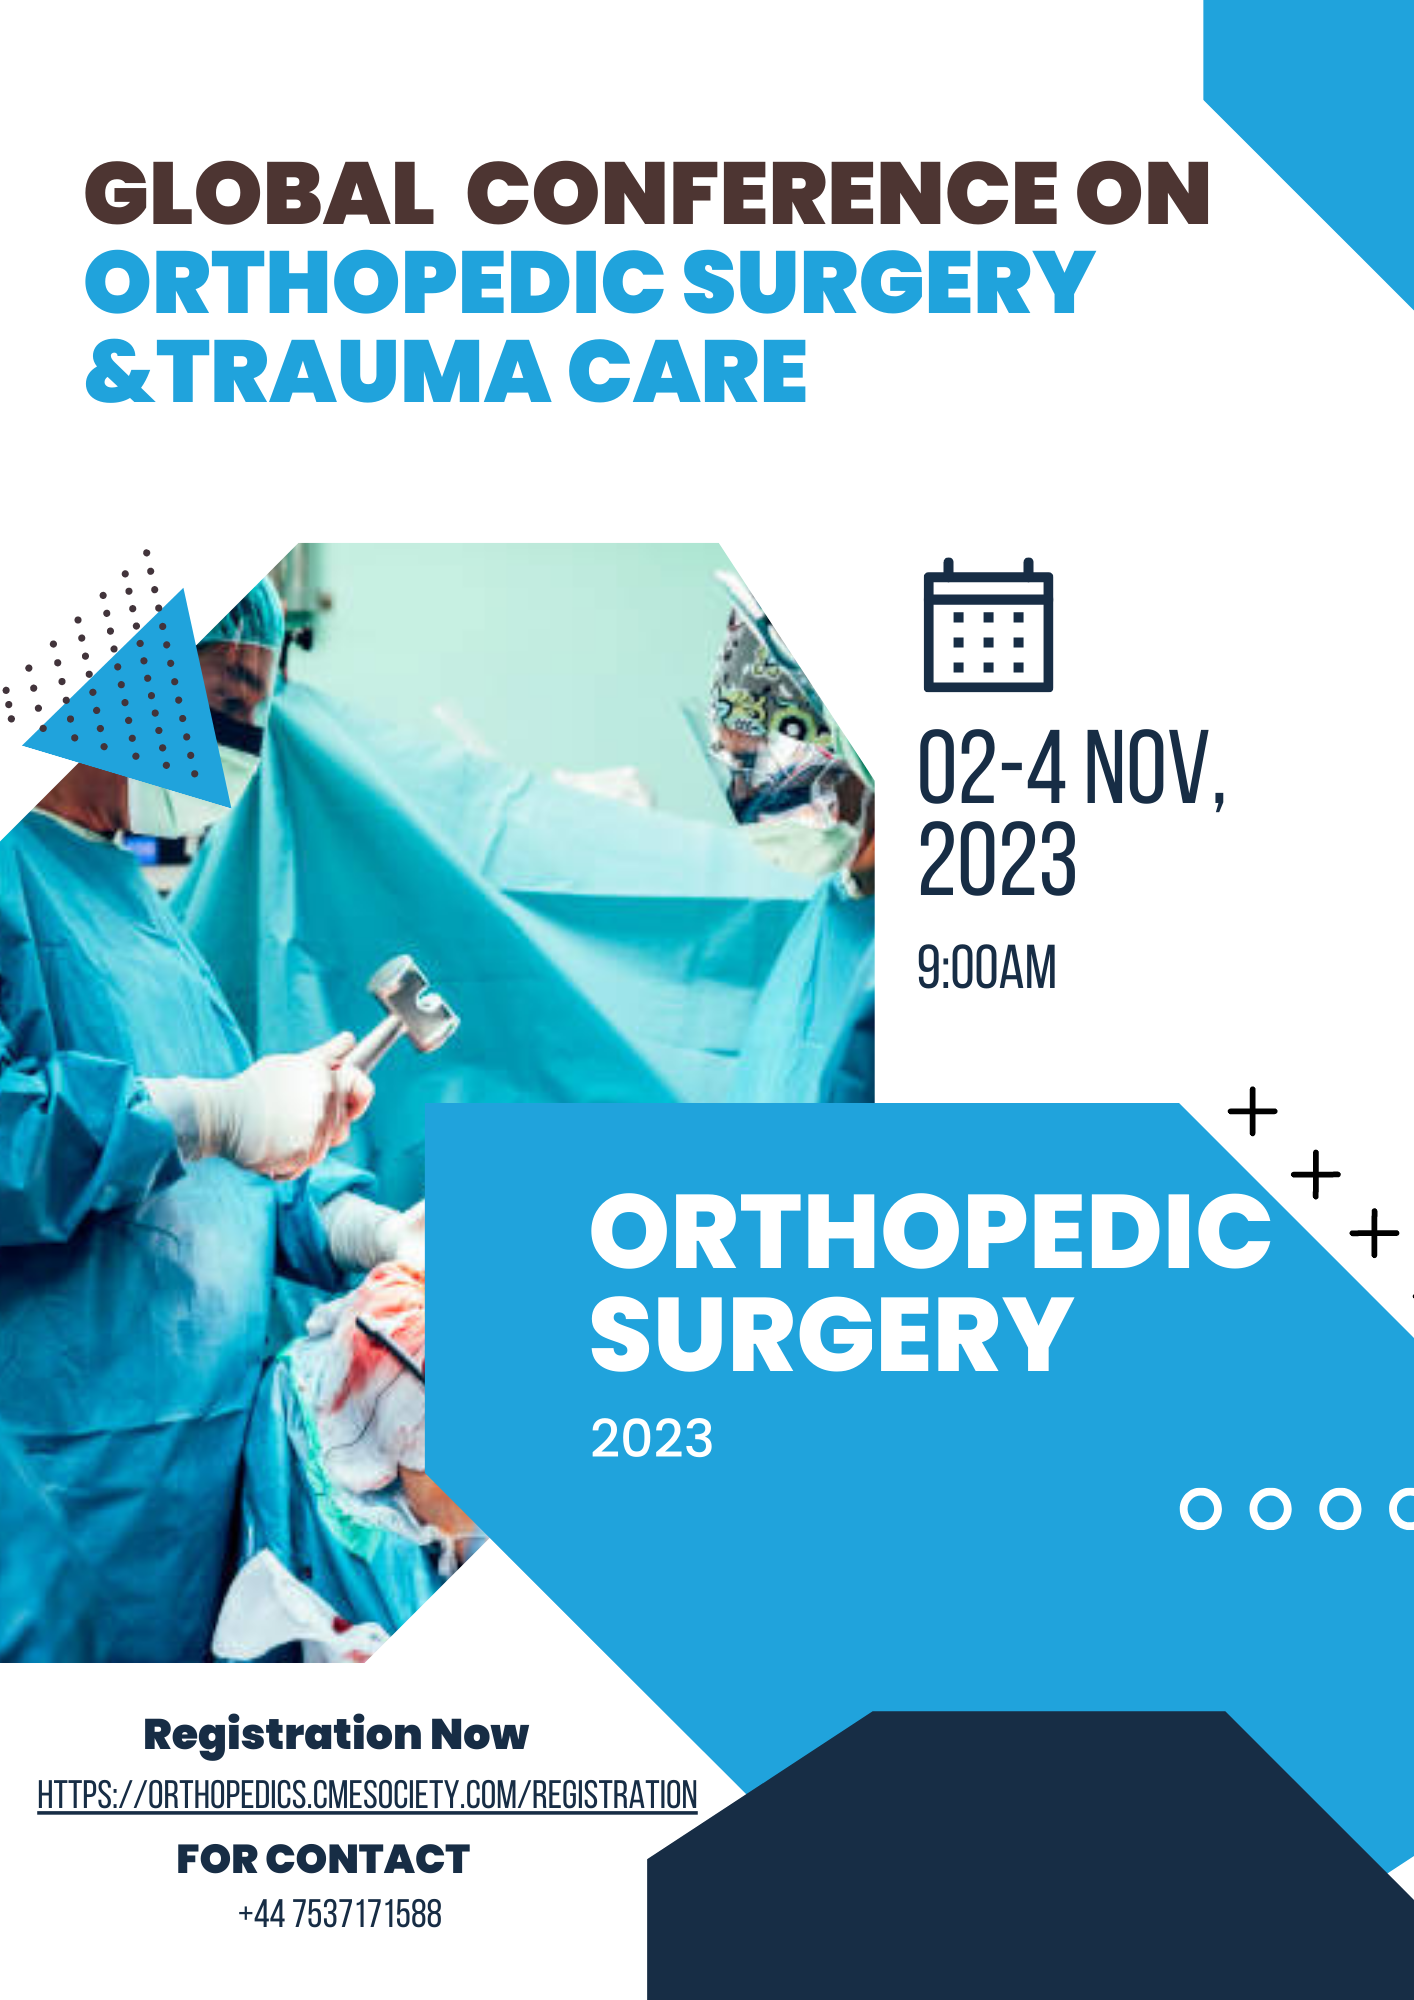 GLOBAL CONFERENCE ON
ORTHOPEDIC SURGERY
&TRAUMA CARE
02-4 NOV,
2023
9:00AM
ORTHOPEDIC
SURGERY
2023
Registration Now
HTTPS://ORTHOPEDICS.CMESOCIETY.COM/REGISTRATION
FOR CONTACT
+44 7537171588